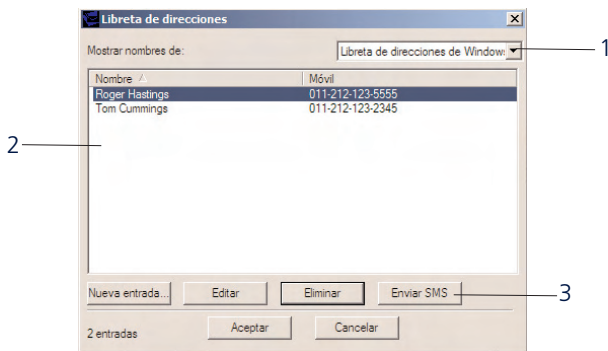 Libreta de direcciones
Mostrar nombres de:
Libreta de direcciones de Window
1
Nombre Móvil
Roger Hastings 011-212-123-5555
Tom Cummings 011-212-123-2345
2
Nueva entrada... Editar Eliminar Enviar SMS
3
2 entradas Aceptar Cancelar